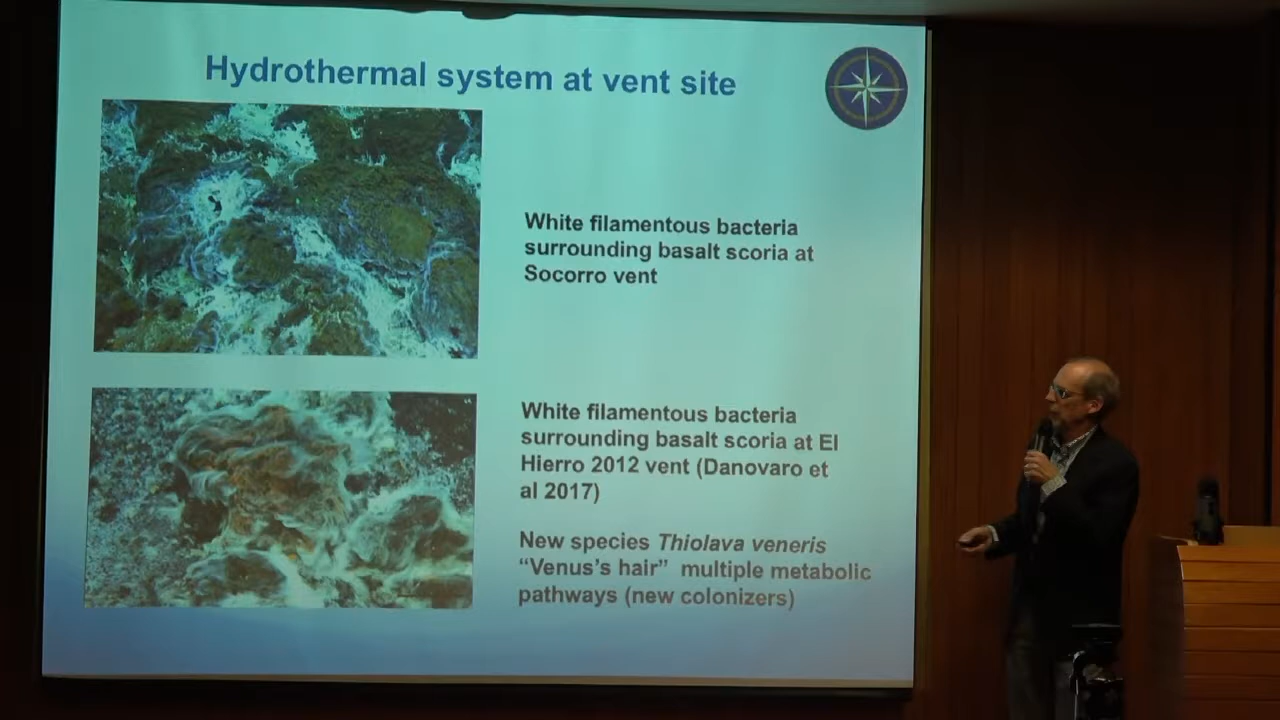 Hydrothermal system at vent site
White filamentous bacteria
surrounding basalt scoria at
Socorro vent
White filamentous bacteria
surrounding basalt scoria at El
Hierro 2012 vent (Danovaro et
al 2017)
New species Thiolava veneris
“Venus’s hair” multiple metabolic
pathways (new colonizers)